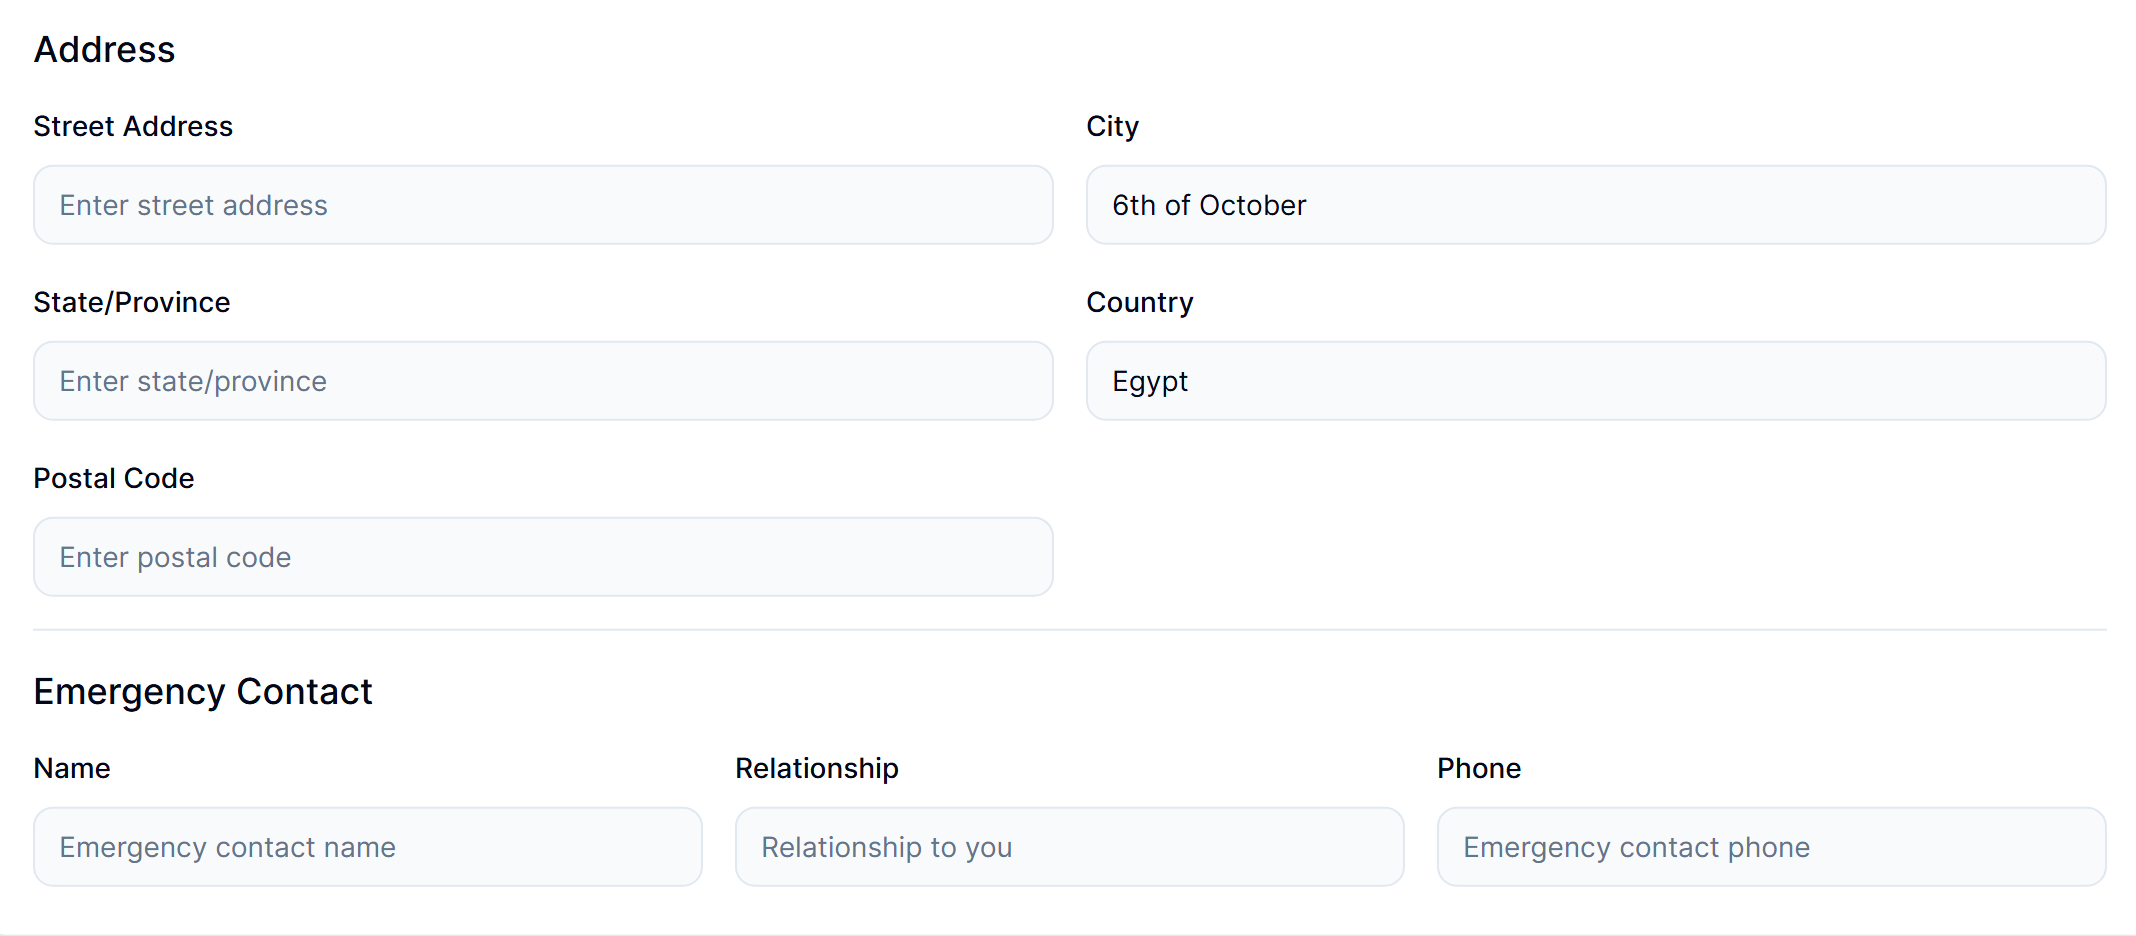 Address
Street Address
City
Enter street address
6th of October
State/Province
Country
Enter state/province
Egypt
Postal Code
Enter postal code
Emergency Contact
Name
Relationship
Phone
Emergency contact name
Relationship to you
Emergency contact phone